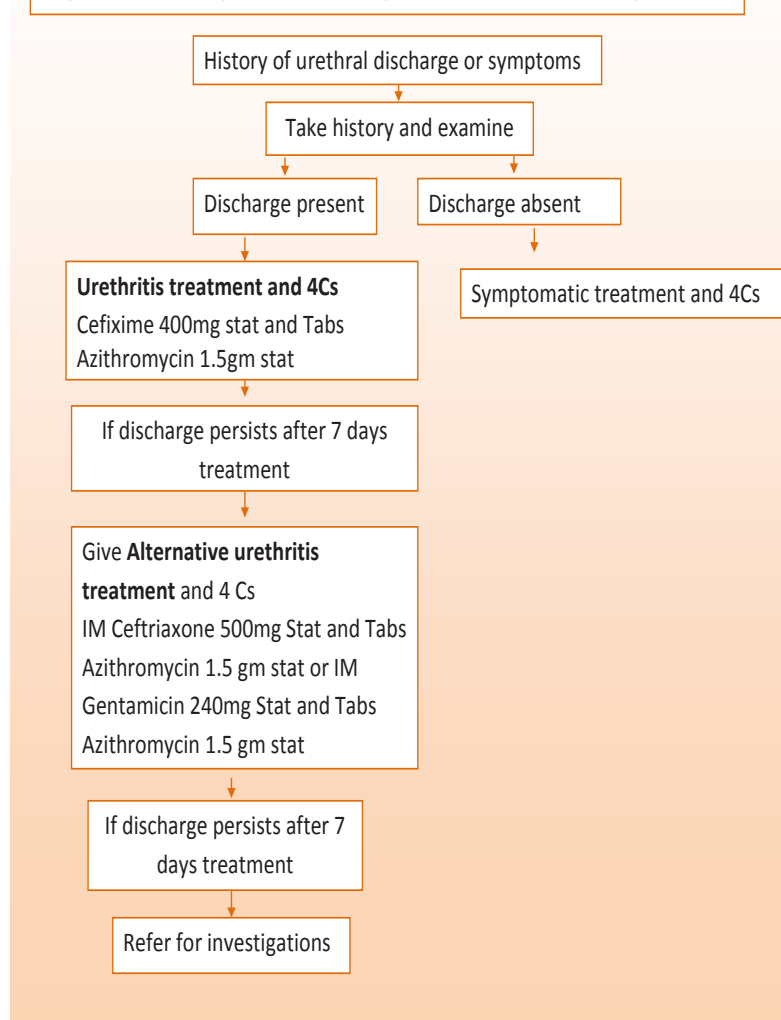 History of urethral discharge or symptoms
Take history and examine
Discharge present
Discharge absent
Urethritis treatment and 4Cs
Cefixime 400mg stat and Tabs
Azithromycin 1.5gm stat
Symptomatic treatment and 4Cs
If discharge persists after 7 days
treatment
Give Alternative urethritis
treatment and 4 Cs
IM Ceftriaxone 500mg Stat and Tabs
Azithromycin 1.5 gm stat or IM
Gentamicin 240mg Stat and Tabs
Azithromycin 1.5 gm stat
If discharge persists after 7
days treatment
Refer for investigations